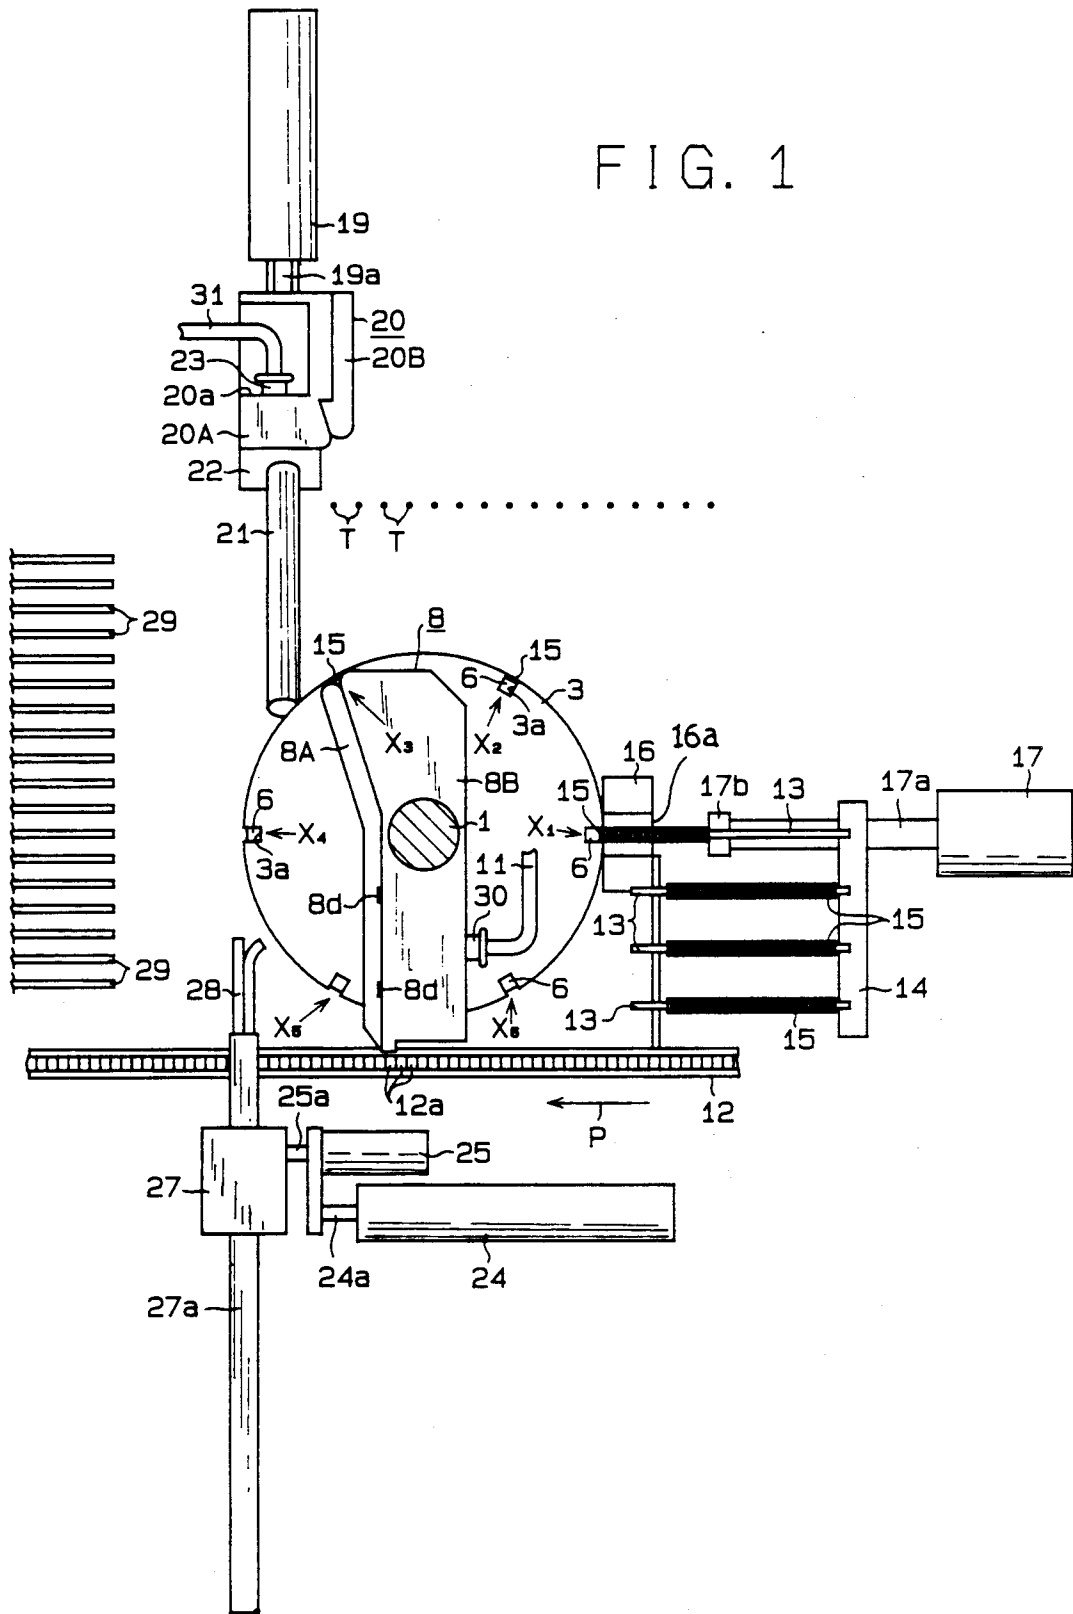 FIG. 1
19
19a
31
20
23
20B
20a
20A
22
21
T T
29
8
15
15
6
3
3a
X₃
X₂
8A
16
16a
17
8B
17b
13
17a
6
15
1
X₁
X₄
3a
6
11
8d
30
15
13
29
8d
6
14
28
13
15
X₅
X₆
12a
12
25a
P
25
27
24a
24
27a